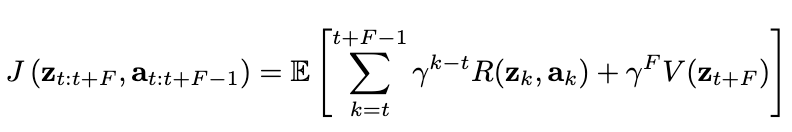 J (z_{t:t+F}, a_{t:t+F−1}) = 𝔼 [ ∑_{k=t}^{t+F−1} γ^{k−t} R(z_k, a_k) + γ^F V(z_{t+F}) ]